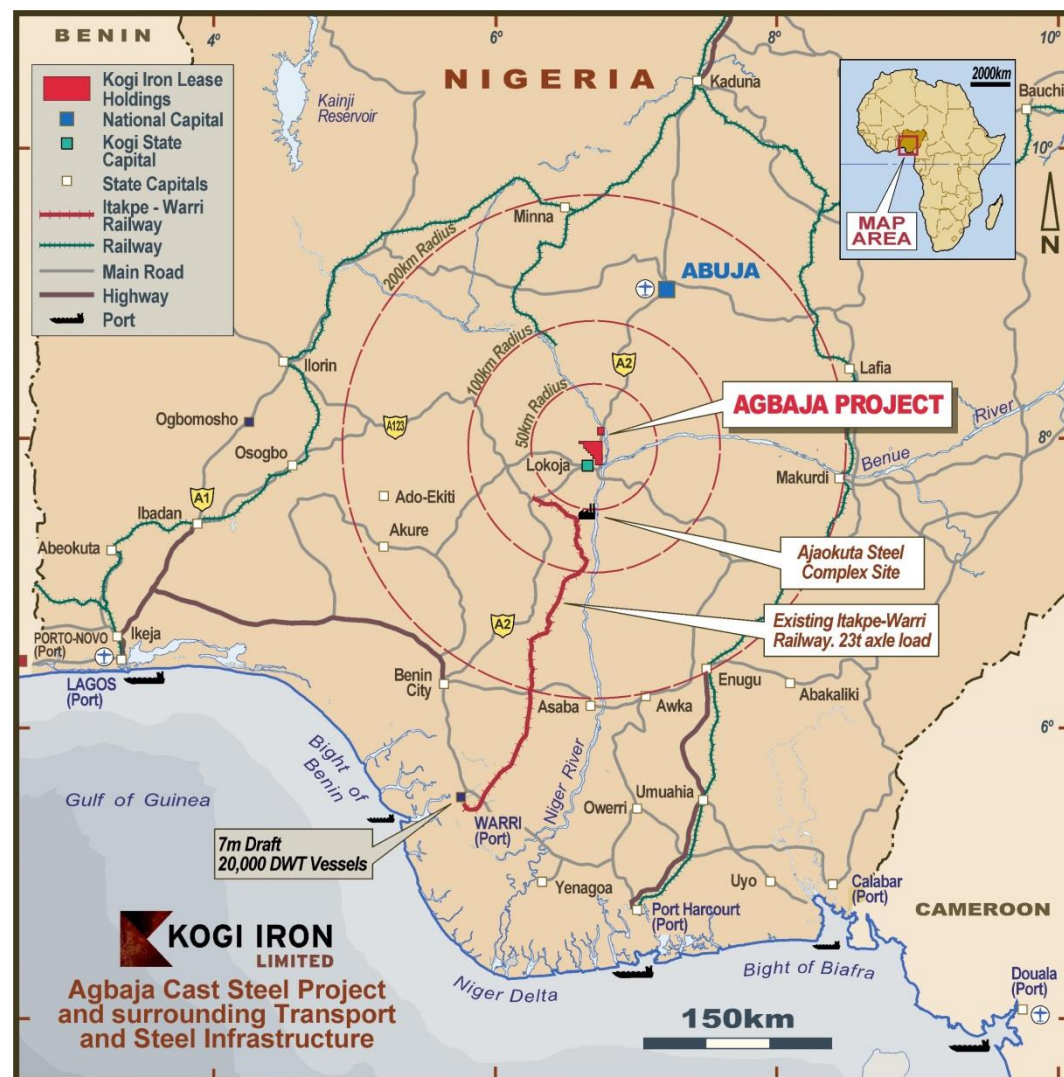 BENIN
4°
6°
8°
10°
Kogi Iron Lease
Holdings
National Capital
Kogi State
Capital
State Capitals
Itakpe - Warri
Railway
Railway
Main Road
Highway
Port
NIGERIA
Kainji
Reservoir
Kaduna
2000km
Bauchi
10°
MAP
AREA
N
Minna
200km Radius
ABUJA
100km Radius
A2
Ilorin
Lafia
50km Radius
AGBAJA PROJECT
Ogbomosho
A123
River
8°
Osogbo
Lokoja
Benue
Makurdi
A1
Ado-Ekiti
Ibadan
Akure
Abeokuta
Ajaokuta Steel
Complex Site
A2
Existing Itakpe-Warri
Railway. 23t axle load
PORTO-NOVO
(Port)
Ikeja
LAGOS
(Port)
Benin
City
Enugu
Asaba
Awka
Abakaliki
6°
Bight of
Benin
Niger River
Gulf of Guinea
Umuahia
Owerri
WARRI
(Port)
7m Draft
20,000 DWT Vessels
Yenagoa
Uyo
Calabar
(Port)
Port Harcourt
(Port)
CAMEROON
KOGI IRON
LIMITED
Bight of Biafra
Niger Delta
Douala
(Port)
Agbaja Cast Steel Project
and surrounding Transport
and Steel Infrastructure
150km